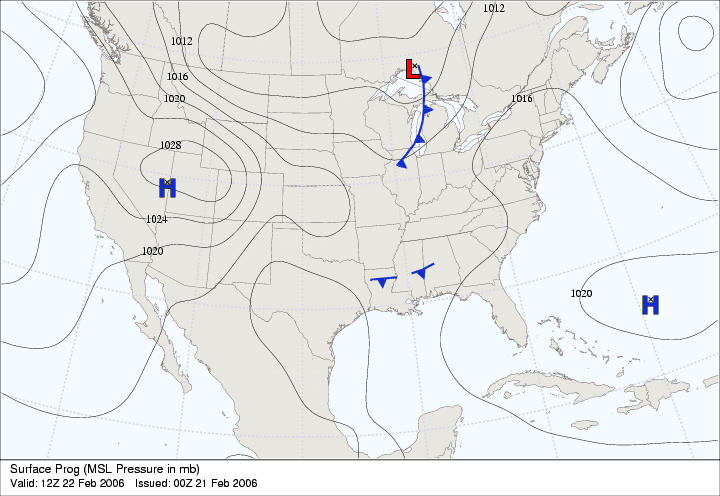 1012
1012
L
1016
1016
1020
1028
H
1024
1020
1020
H
Surface Prog (MSL Pressure in mb)
Valid: 12Z 22 Feb 2006 Issued: 00Z 21 Feb 2006